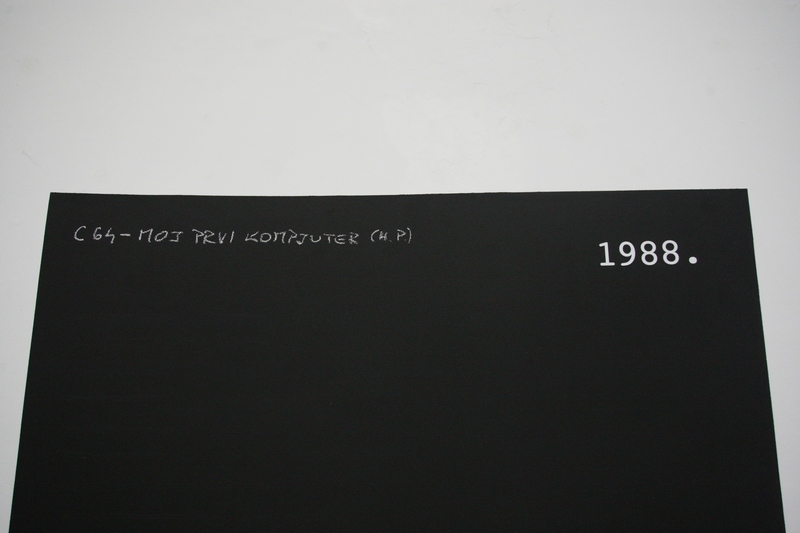 C64 - MOJ PRVI KOMPJUTER (H.P.)
1988.